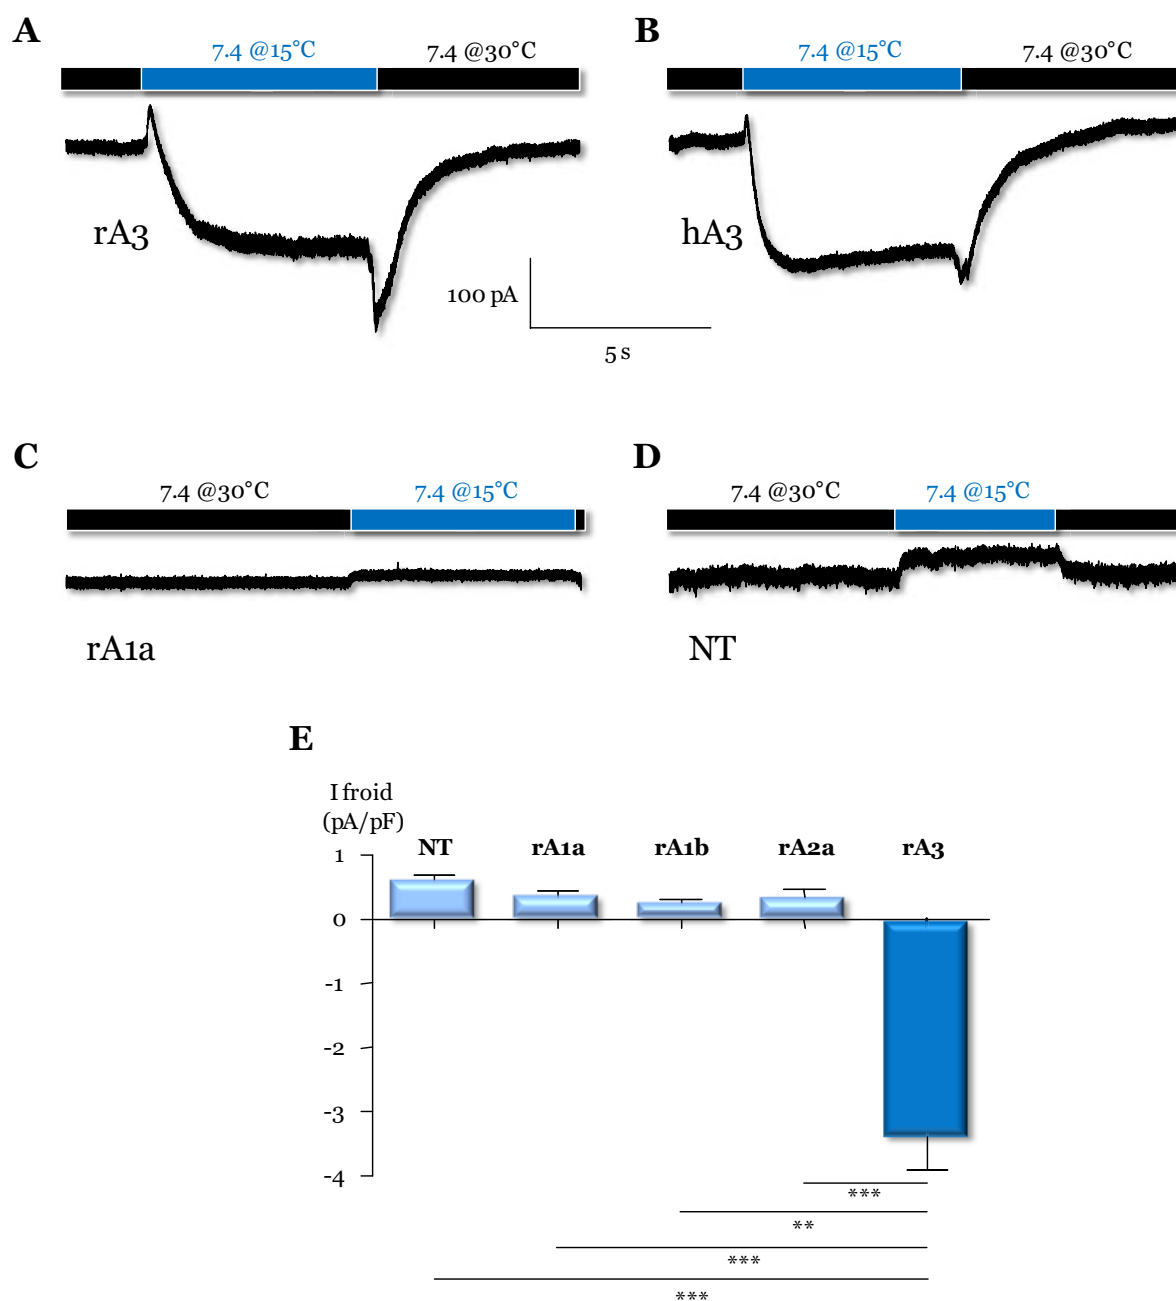 A
B
7.4 @15°C
7.4 @30°C
7.4 @15°C
7.4 @30°C
rA3
hA3
100 pA
5 s
C
D
7.4 @30°C
7.4 @15°C
7.4 @30°C
7.4 @15°C
rA1a
NT
E
I froid
(pA/pF)
NT
rA1a
rA1b
rA2a
rA3
1
0
-1
-2
-3
-4
***
**
***
***